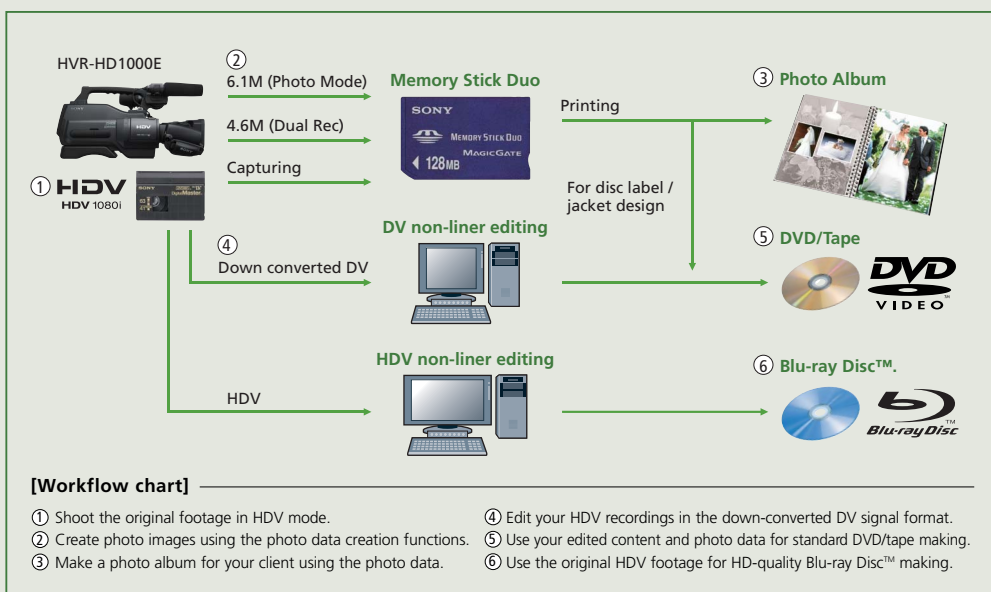 HVR-HD1000E
②
6.1M (Photo Mode)
4.6M (Dual Rec)
Capturing
Memory Stick Duo
SONY
MEMORY STICK DUO
MAGICGATE
128MB
Printing
③ Photo Album
① HDV
HDV 1080i
SONY
DigitalMaster
For disc label /
jacket design
④
Down converted DV
DV non-liner editing
⑤ DVD/Tape
DVD
VIDEO™
HDV
HDV non-liner editing
⑥ Blu-ray Disc™.
Blu-ray Disc™
[Workflow chart]
① Shoot the original footage in HDV mode.
② Create photo images using the photo data creation functions.
③ Make a photo album for your client using the photo data.
④ Edit your HDV recordings in the down-converted DV signal format.
⑤ Use your edited content and photo data for standard DVD/tape making.
⑥ Use the original HDV footage for HD-quality Blu-ray Disc™ making.